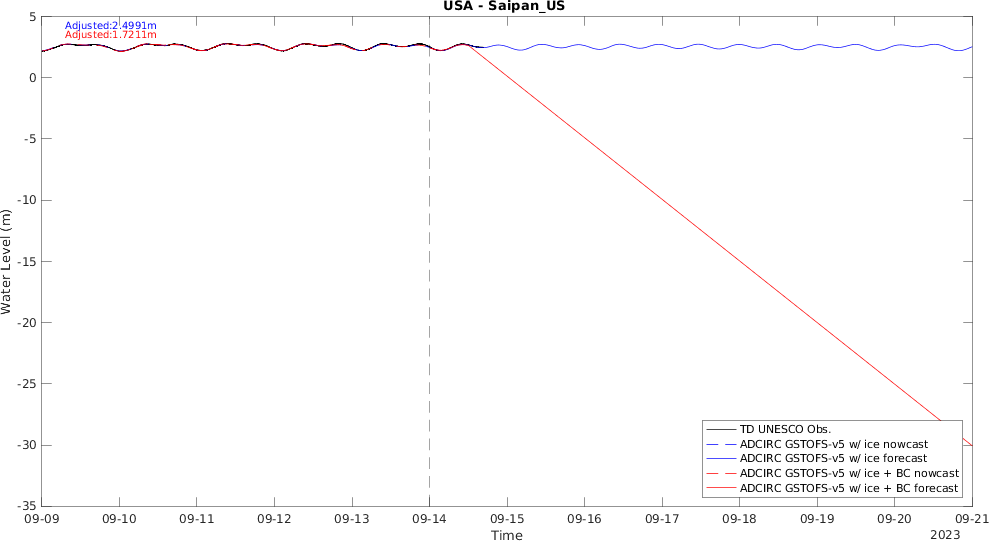 USA - Saipan_US
Adjusted:2.4991m
Adjusted:1.7211m
5
0
-5
-10
-15
-20
-25
-30
-35
Water Level (m)
09-09 09-10 09-11 09-12 09-13 09-14 09-15 09-16 09-17 09-18 09-19 09-20 09-21
Time
2023
TD UNESCO Obs.
ADCIRC GSTOFS-v5 w/ ice nowcast
ADCIRC GSTOFS-v5 w/ ice forecast
ADCIRC GSTOFS-v5 w/ ice + BC nowcast
ADCIRC GSTOFS-v5 w/ ice + BC forecast